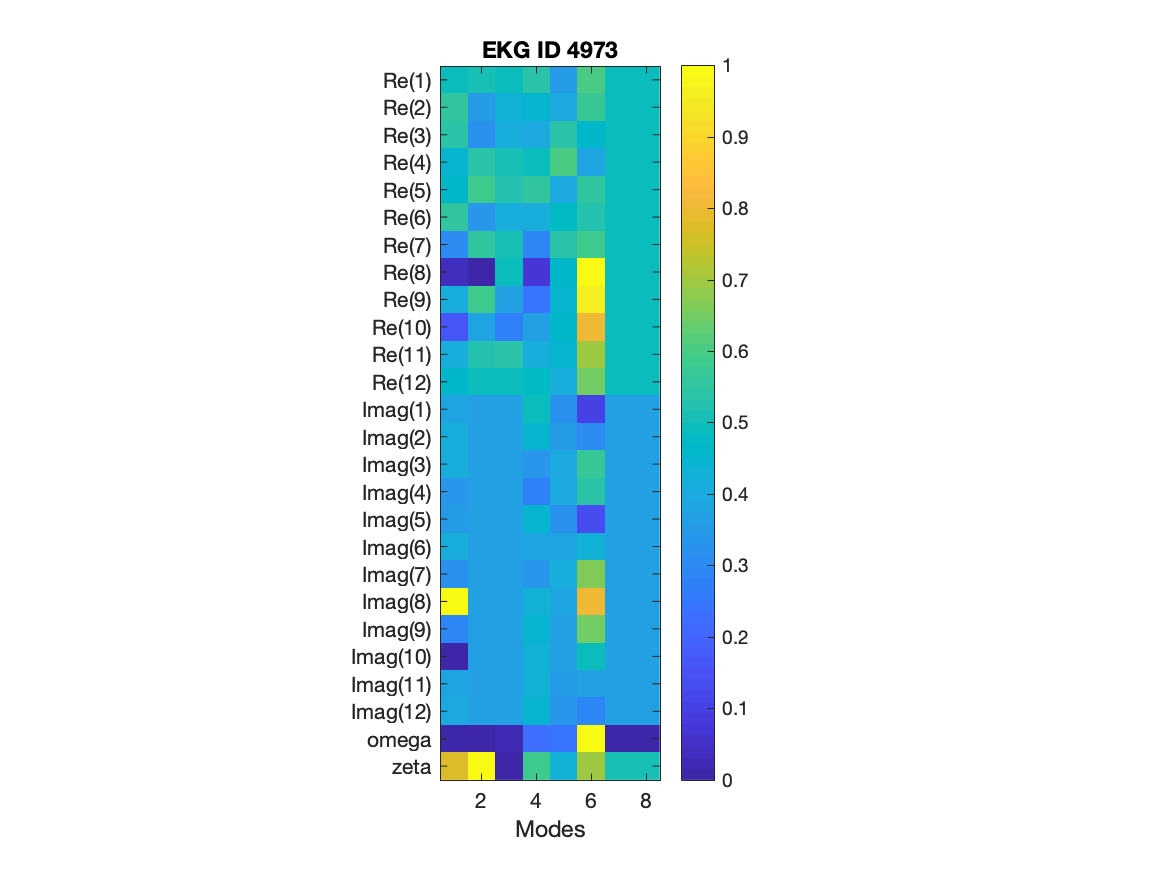 EKG ID 4973
Re(1)
Re(2)
Re(3)
Re(4)
Re(5)
Re(6)
Re(7)
Re(8)
Re(9)
Re(10)
Re(11)
Re(12)
Imag(1)
Imag(2)
Imag(3)
Imag(4)
Imag(5)
Imag(6)
Imag(7)
Imag(8)
Imag(9)
Imag(10)
Imag(11)
Imag(12)
omega
zeta
2 4 6 8
Modes
1
0.9
0.8
0.7
0.6
0.5
0.4
0.3
0.2
0.1
0